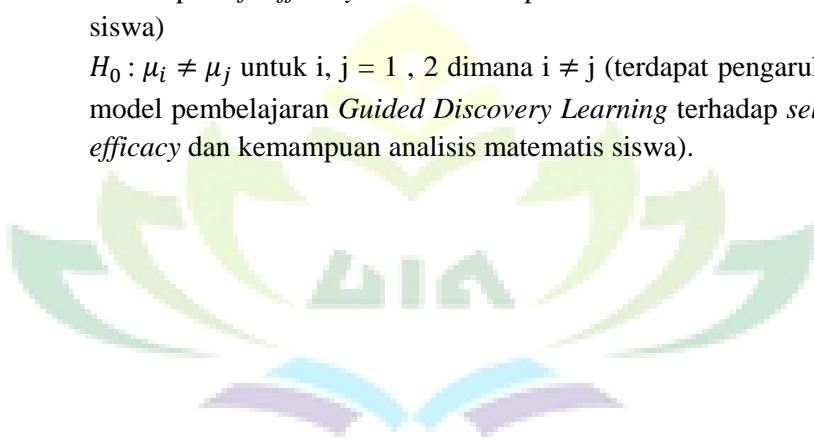 siswa)
H₀ : μᵢ ≠ μⱼ untuk i, j = 1 , 2 dimana i ≠ j (terdapat pengaruh
model pembelajaran Guided Discovery Learning terhadap
efficacy dan kemampuan analisis matematis siswa).
UIN